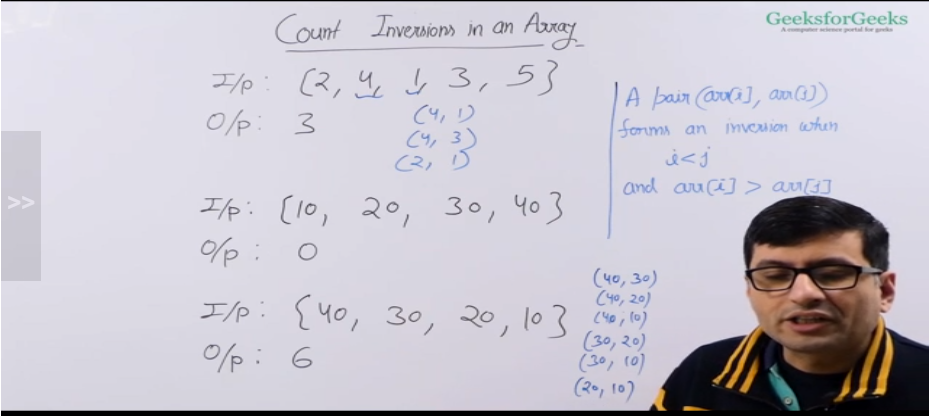 Count Inversions in an Array
GeeksforGeeks
A computer science portal for geeks
I/p: {2, 4, 1, 3, 5}
O/p: 3
(4, 1)
(4, 3)
(2, 1)
A pair (arr[i], arr[j])
forms an inversion when
i<j
and arr[i] > arr[j]
>>
I/p: {10, 20, 30, 40}
O/p: 0
I/p: {40, 30, 20, 10}
O/p: 6
(40, 30)
(40, 20)
(40, 10)
(30, 20)
(30, 10)
(20, 10)